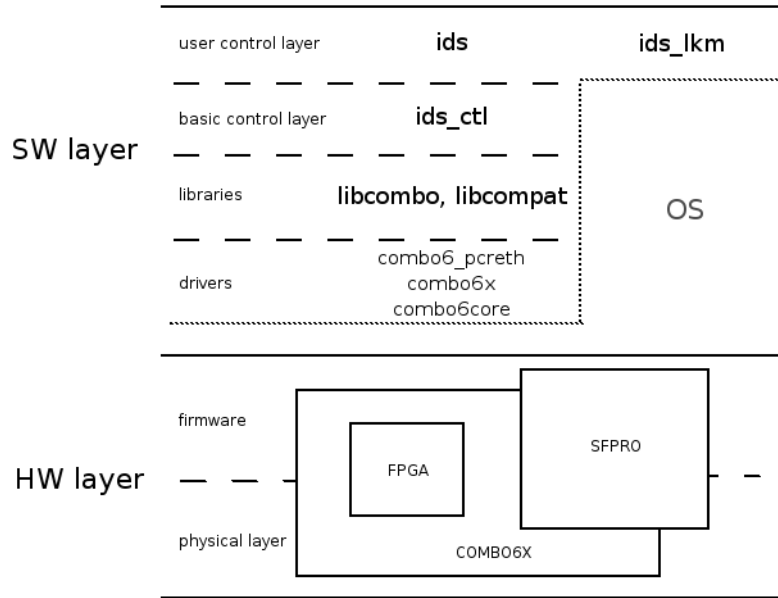 user control layer ids ids_lkm
basic control layer ids_ctl
SW layer
libraries libcombo, libcompat
OS
combo6_pcreth
drivers combo6x
combo6core
firmware
SFPRO
FPGA
HW layer
physical layer
COMBO6X